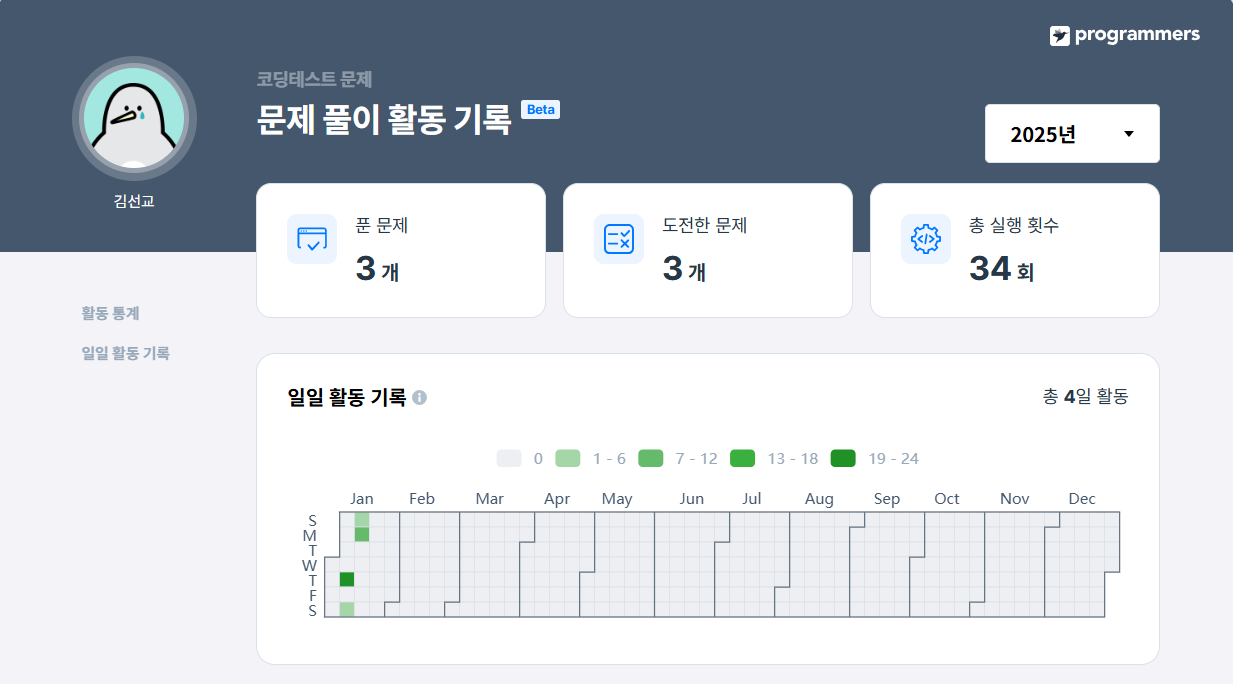 programmers
코딩테스트 문제
문제 풀이 활동 기록 Beta
2025년
김선교
푼 문제
3 개
도전한 문제
3 개
총 실행 횟수
34 회
활동 통계
일일 활동 기록
일일 활동 기록
총 4일 활동
0 1 - 6 7 - 12 13 - 18 19 - 24
Jan Feb Mar Apr May Jun Jul Aug Sep Oct Nov Dec
S
M
T
W
T
F
S